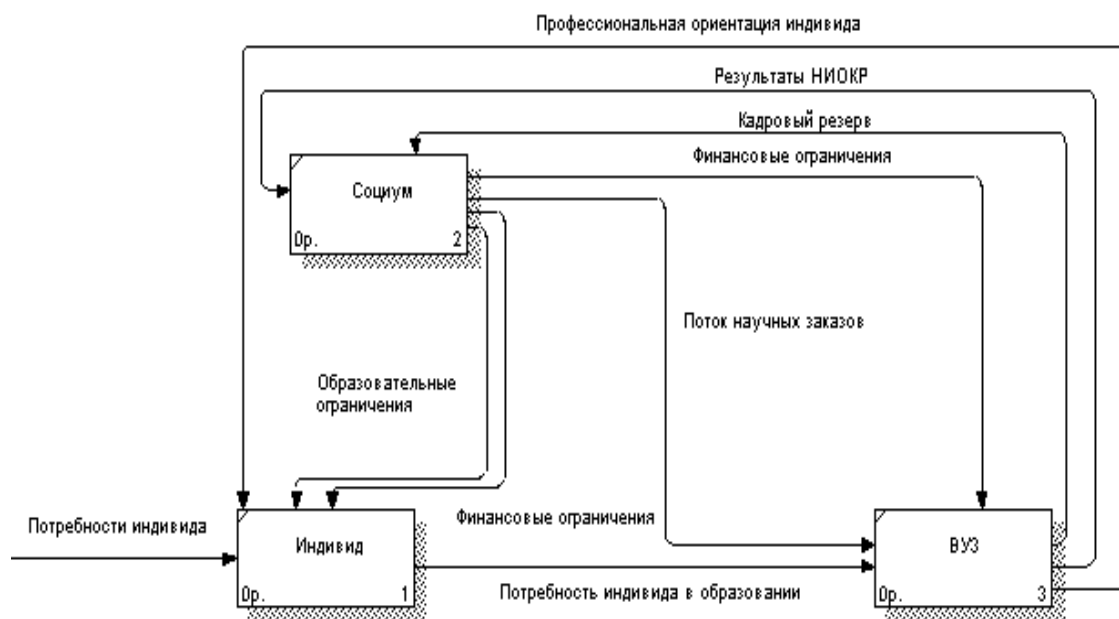 Профессиональная ориентация индивида
Результаты НИОКР
Кадровый резерв
Финансовые ограничения
Социум
0р.
2
Поток научных заказов
Образовательные
ограничения
Потребности индивида
Индивид
0р.
1
Финансовые ограничения
Потребность индивида в образовании
ВУЗ
0р.
3